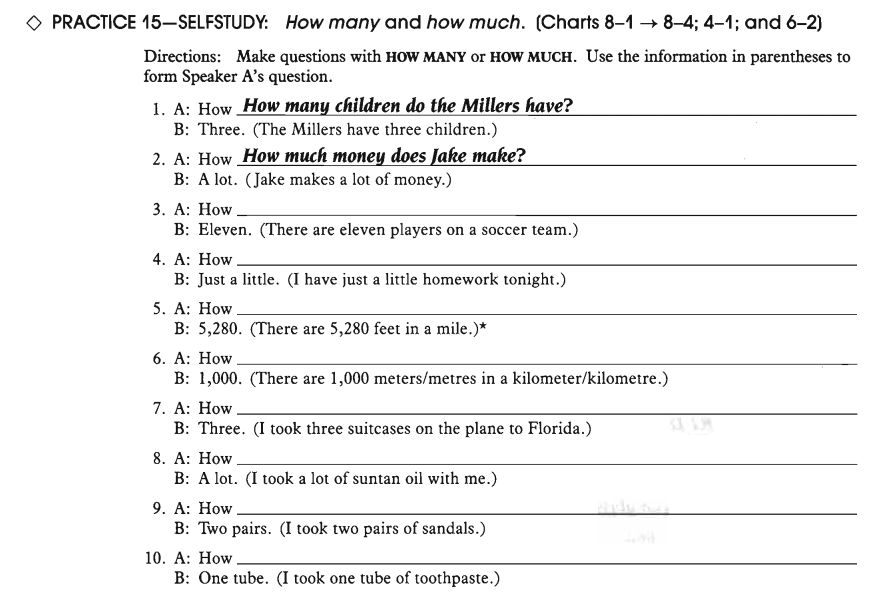 ◇ PRACTICE 15—SELFSTUDY: How many and how much. (Charts 8–1 → 8–4; 4–1; and 6–2)
Directions: Make questions with HOW MANY or HOW MUCH. Use the information in parentheses to
form Speaker A's question.
1. A: How How many children do the Millers have?
B: Three. (The Millers have three children.)
2. A: How How much money does Jake make?
B: A lot. (Jake makes a lot of money.)
3. A: How
B: Eleven. (There are eleven players on a soccer team.)
4. A: How
B: Just a little. (I have just a little homework tonight.)
5. A: How
B: 5,280. (There are 5,280 feet in a mile.)★
6. A: How
B: 1,000. (There are 1,000 meters/metres in a kilometer/kilometre.)
7. A: How
B: Three. (I took three suitcases on the plane to Florida.)
8. A: How
B: A lot. (I took a lot of suntan oil with me.)
9. A: How
B: Two pairs. (I took two pairs of sandals.)
10. A: How
B: One tube. (I took one tube of toothpaste.)